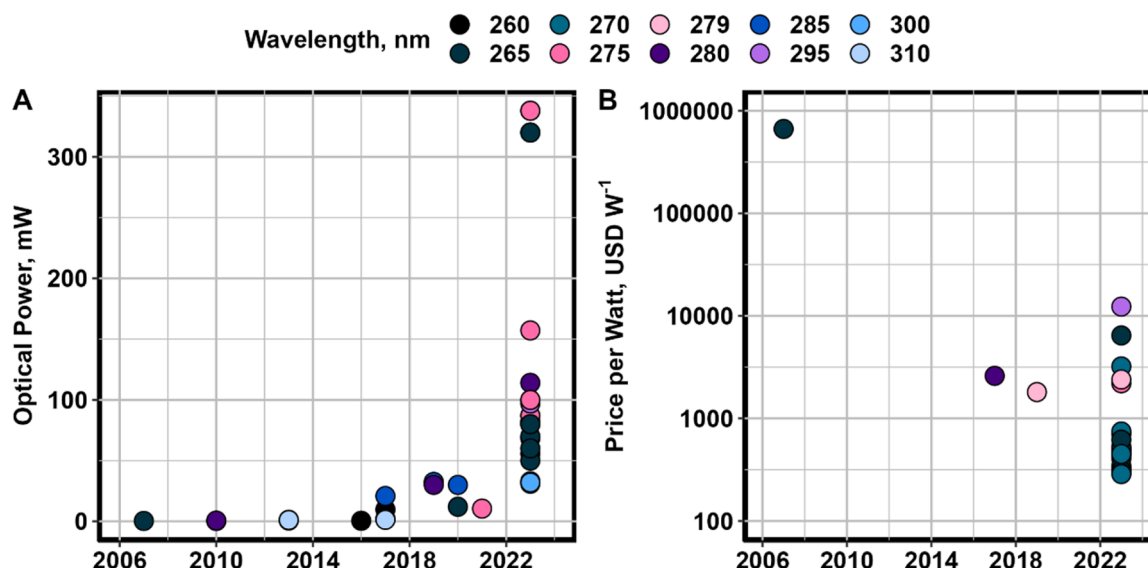 Wavelength, nm
260 270 279 285 300
265 275 280 295 310
A
Optical Power, mW
300
200
100
0
2006 2010 2014 2018 2022
B
Price per Watt, USD W⁻¹
1000000
100000
10000
1000
100
2006 2010 2014 2018 2022